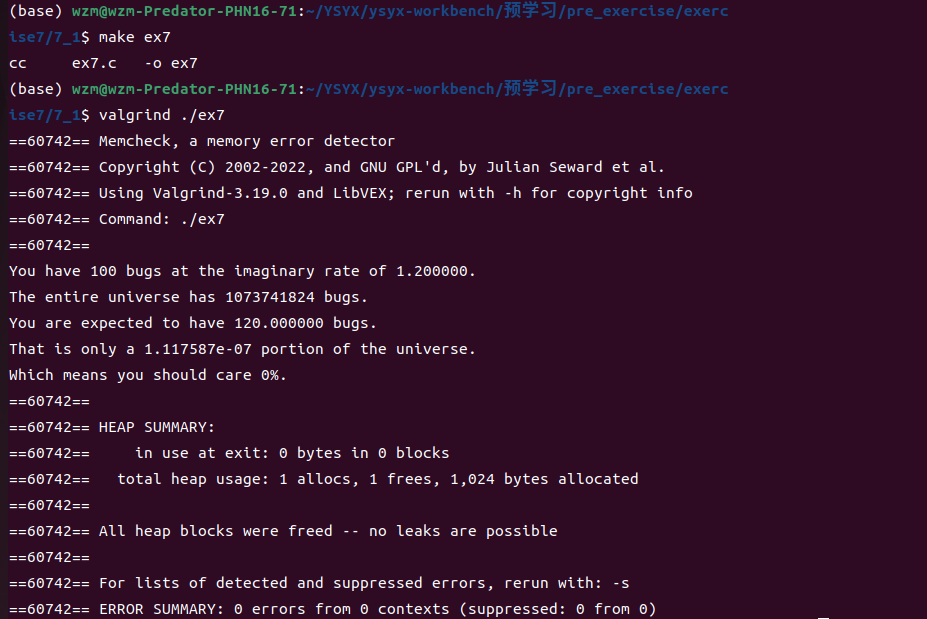 (base) wzm@wzm-Predator-PHN16-71:~/YSYX/ysyx-workbench/预学习/pre_exercise/exerc
ise7/7_1$ make ex7
cc     ex7.c   -o ex7
(base) wzm@wzm-Predator-PHN16-71:~/YSYX/ysyx-workbench/预学习/pre_exercise/exerc
ise7/7_1$ valgrind ./ex7
==60742== Memcheck, a memory error detector
==60742== Copyright (C) 2002-2022, and GNU GPL'd, by Julian Seward et al.
==60742== Using Valgrind-3.19.0 and LibVEX; rerun with -h for copyright info
==60742== Command: ./ex7
==60742==
You have 100 bugs at the imaginary rate of 1.200000.
The entire universe has 1073741824 bugs.
You are expected to have 120.000000 bugs.
That is only a 1.117587e-07 portion of the universe.
Which means you should care 0%.
==60742==
==60742== HEAP SUMMARY:
==60742==     in use at exit: 0 bytes in 0 blocks
==60742==   total heap usage: 1 allocs, 1 frees, 1,024 bytes allocated
==60742==
==60742== All heap blocks were freed -- no leaks are possible
==60742==
==60742== For lists of detected and suppressed errors, rerun with: -s
==60742== ERROR SUMMARY: 0 errors from 0 contexts (suppressed: 0 from 0)